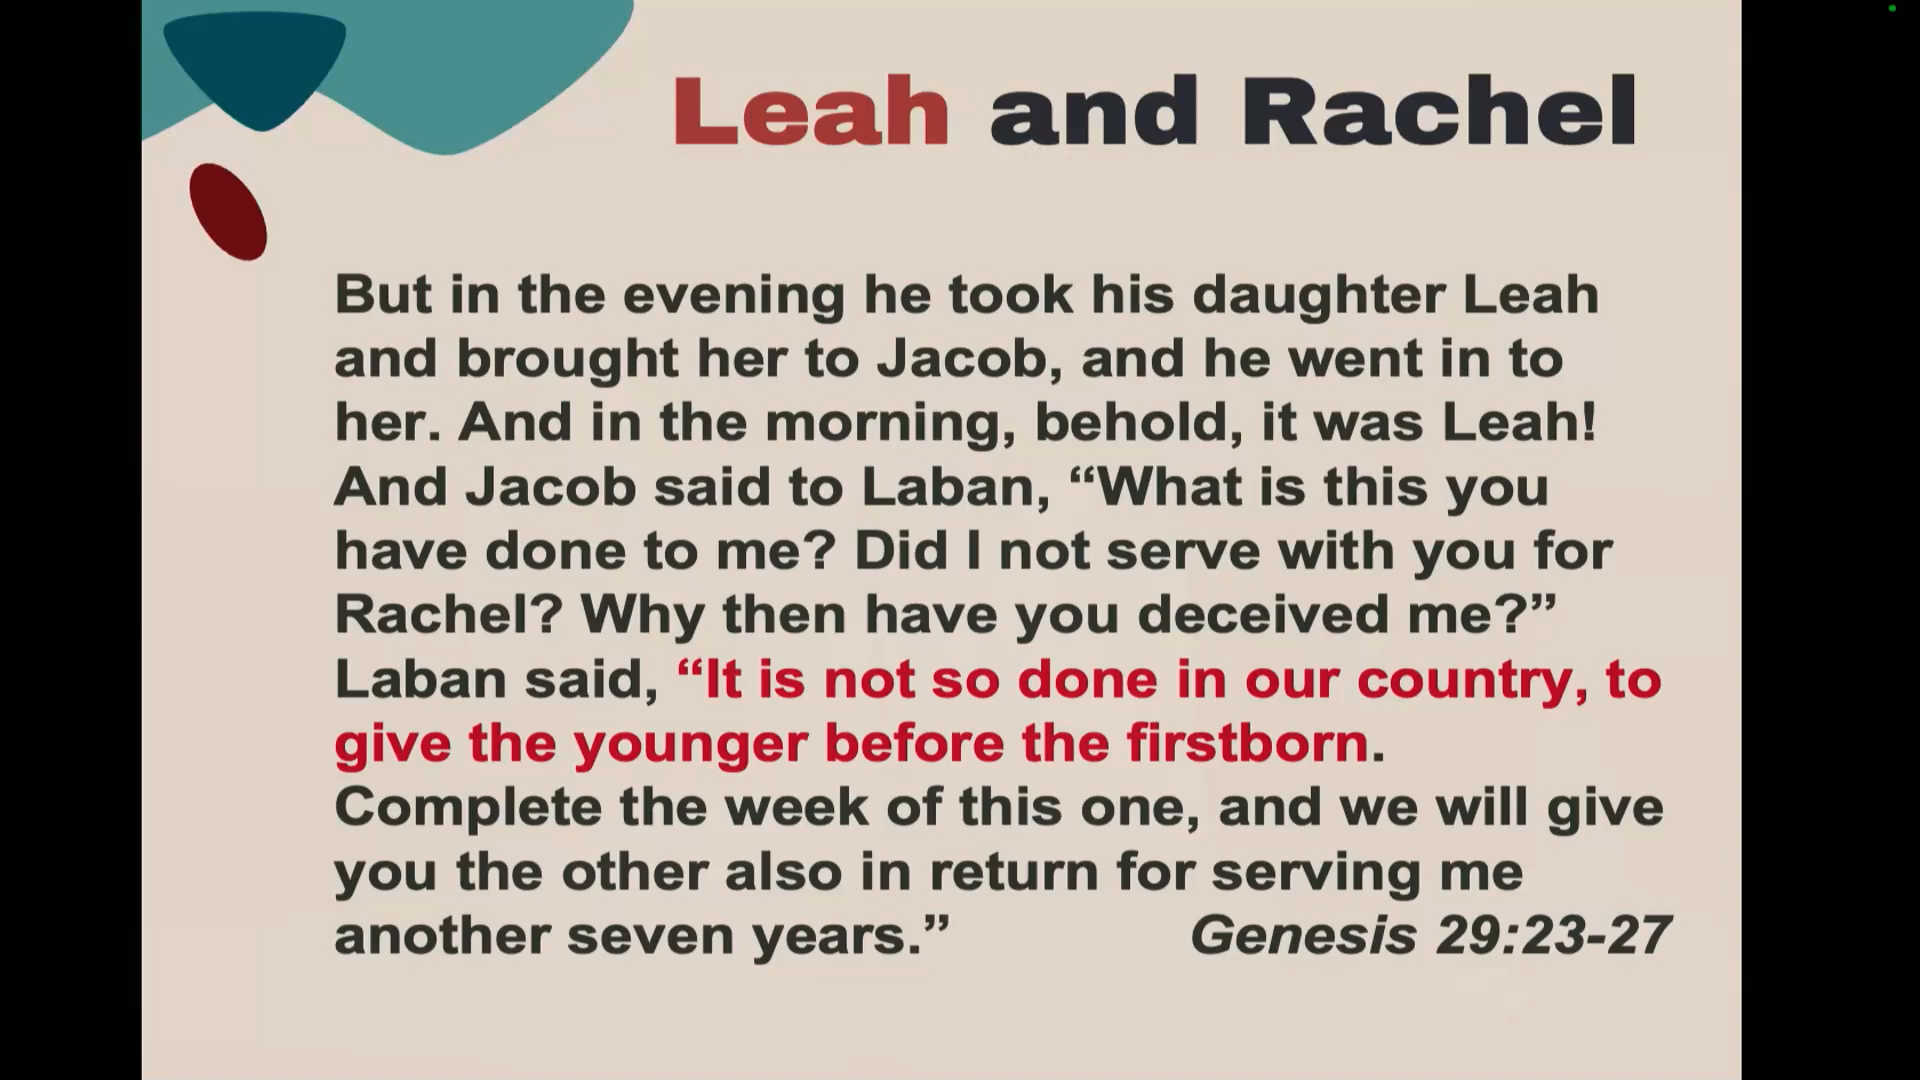 Leah and Rachel
But in the evening he took his daughter Leah
and brought her to Jacob, and he went in to
her. And in the morning, behold, it was Leah!
And Jacob said to Laban, “What is this you
have done to me? Did I not serve with you for
Rachel? Why then have you deceived me?”
Laban said, “It is not so done in our country, to
give the younger before the firstborn.
Complete the week of this one, and we will give
you the other also in return for serving me
another seven years.” Genesis 29:23-27